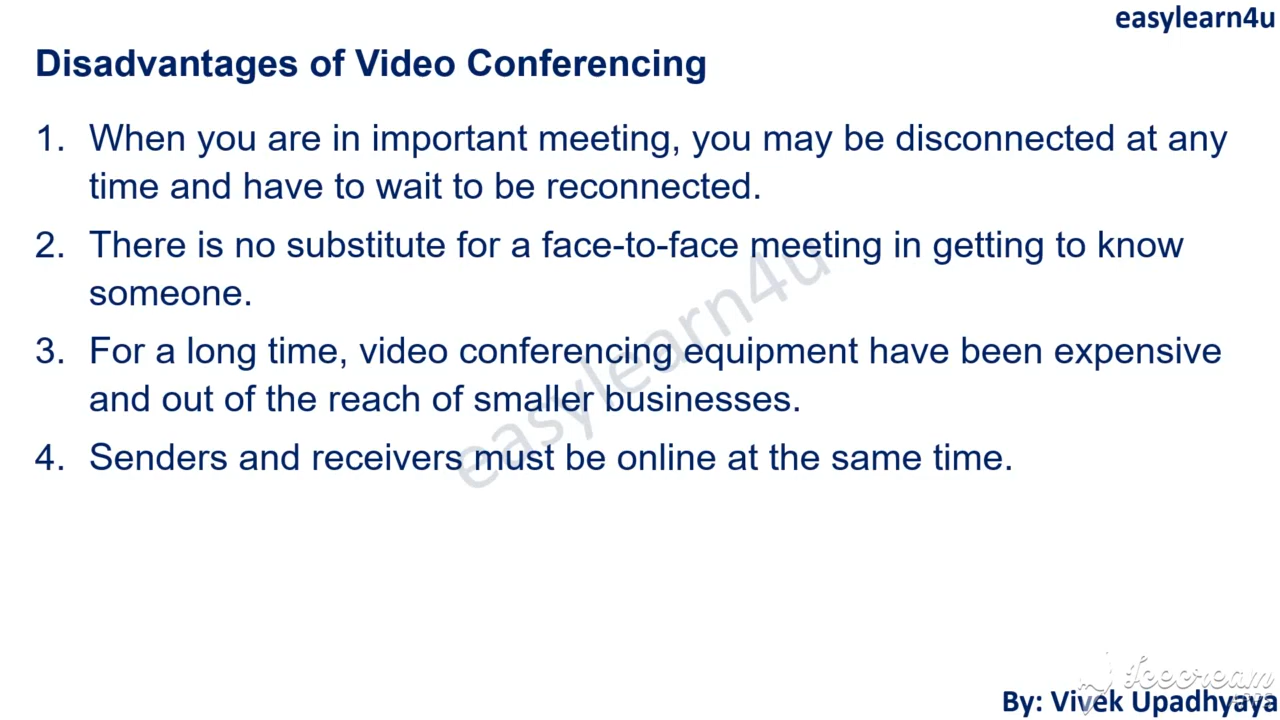 easylearn4u
Disadvantages of Video Conferencing
1. When you are in important meeting, you may be disconnected at any
time and have to wait to be reconnected.
2. There is no substitute for a face-to-face meeting in getting to know
someone.
3. For a long time, video conferencing equipment have been expensive
and out of the reach of smaller businesses.
4. Senders and receivers must be online at the same time.
easylearn4u
Icecream
APPS
By: Vivek Upadhyaya